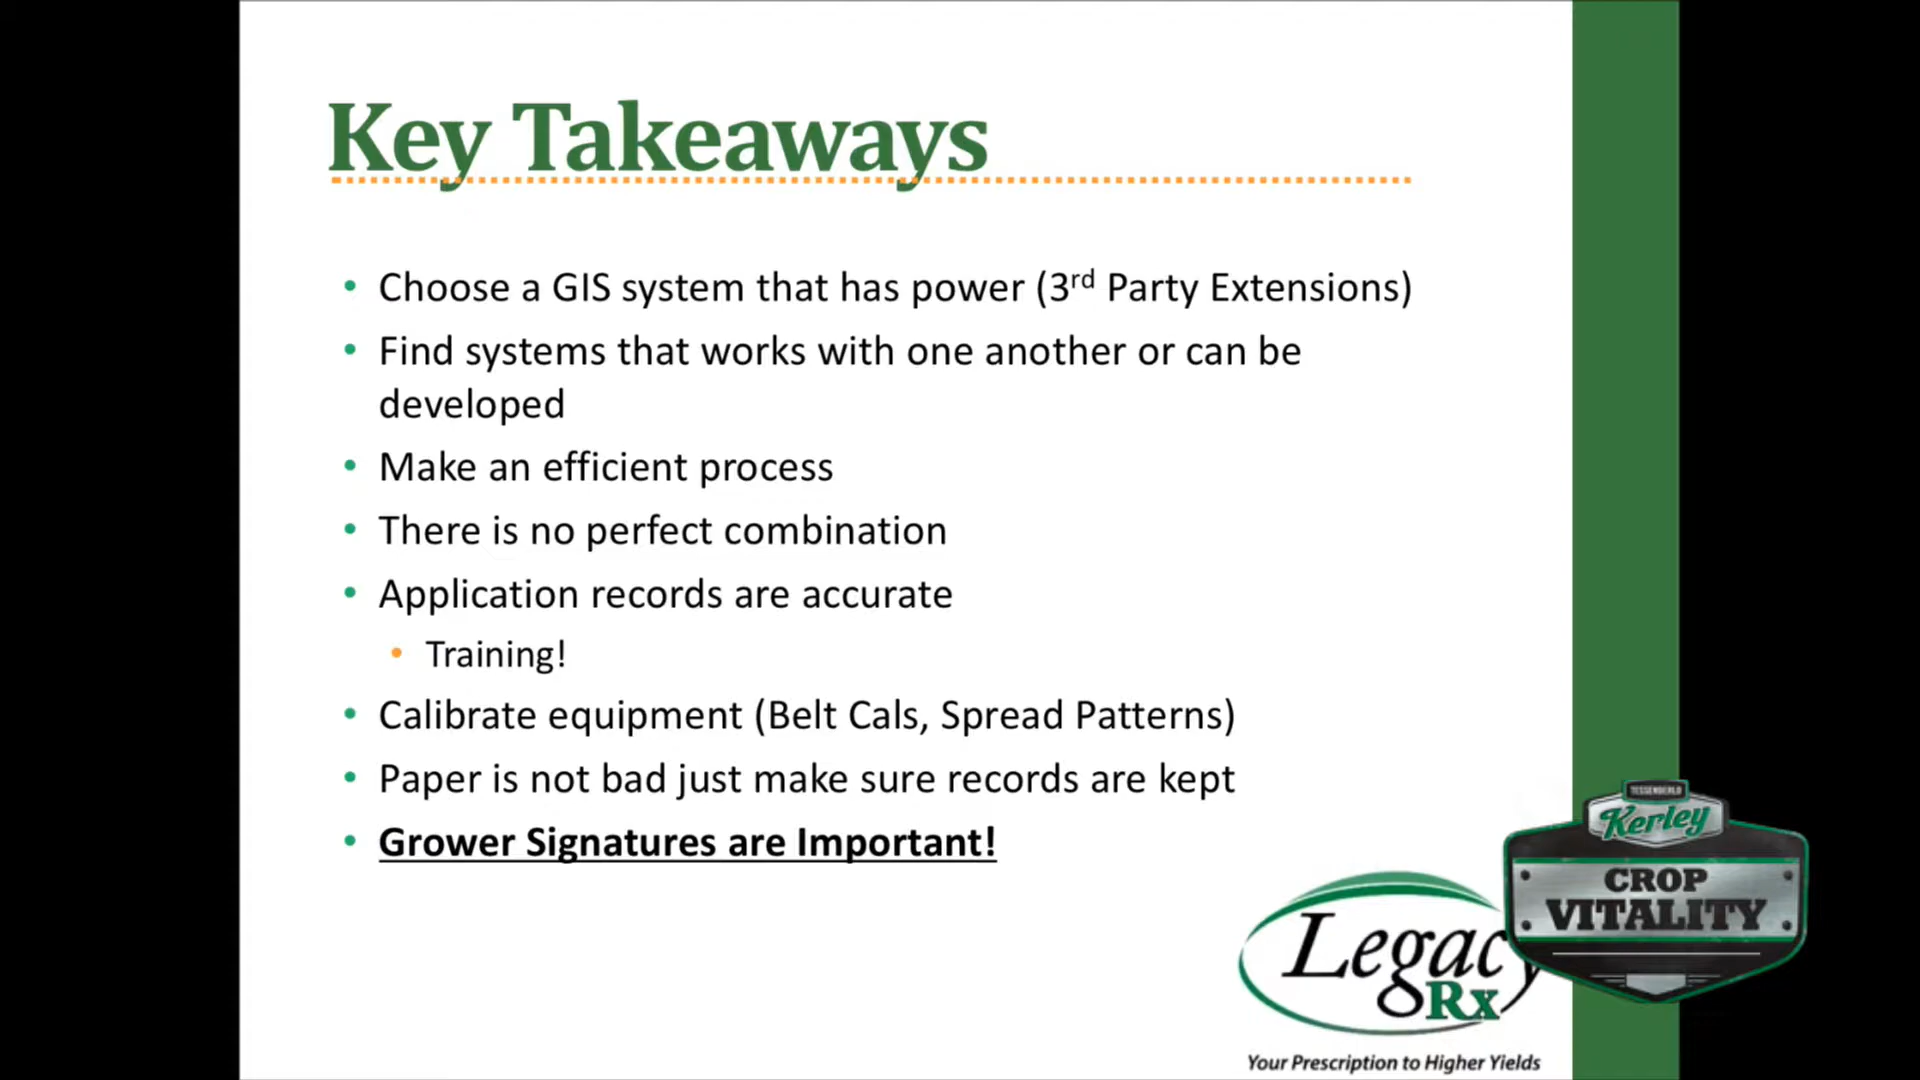 Key Takeaways
• Choose a GIS system that has power (3rd Party Extensions)
• Find systems that works with one another or can be
developed
• Make an efficient process
• There is no perfect combination
• Application records are accurate
• Training!
• Calibrate equipment (Belt Cals, Spread Patterns)
• Paper is not bad just make sure records are kept
• Grower Signatures are Important!
TESSENDERLO
Kerley
CROP
VITALITY
Legacy
Rx
Your Prescription to Higher Yields